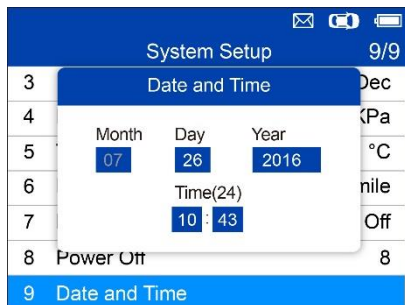 System Setup 9/9
Date and Time
3 Dec
4 KPa
5 °C
6 mile
7 Off
8 Power Off 8
9 Date and Time
Month Day Year
07 26 2016
Time(24)
10 : 43